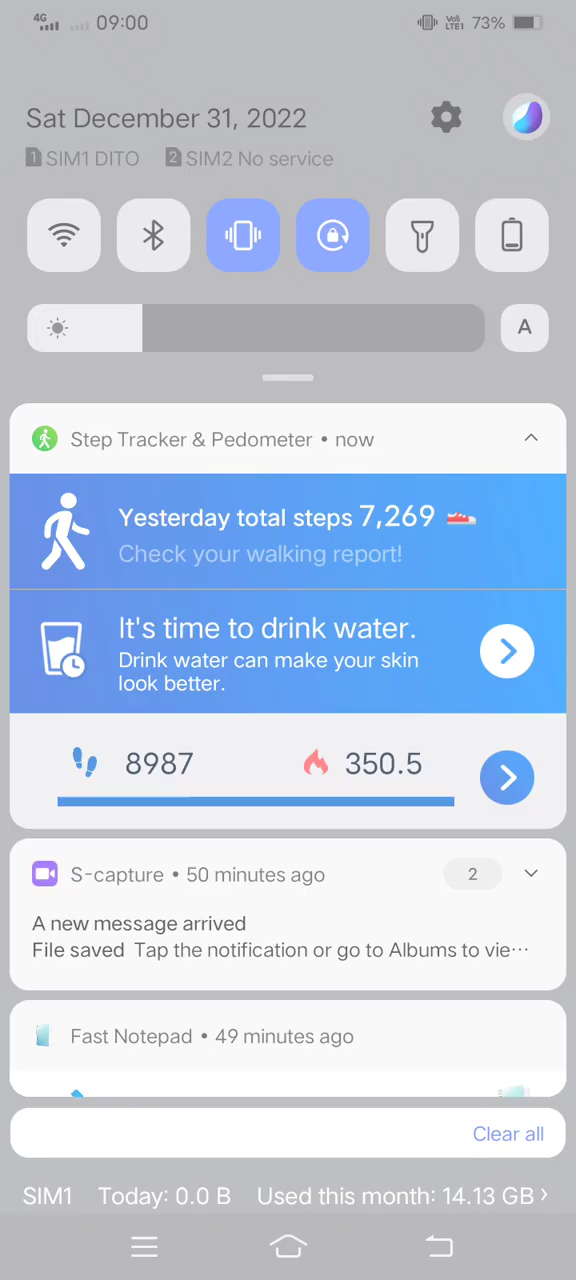 4G 09:00 VoB LTE1 73%
Sat December 31, 2022
1 SIM1 DITO 2 SIM2 No service
A
Step Tracker & Pedometer • now
Yesterday total steps 7,269
Check your walking report!
It's time to drink water.
Drink water can make your skin
look better.
8987 350.5
S-capture • 50 minutes ago 2
A new message arrived
File saved Tap the notification or go to Albums to vie···
Fast Notepad • 49 minutes ago
Clear all
SIM1 Today: 0.0 B Used this month: 14.13 GB ›